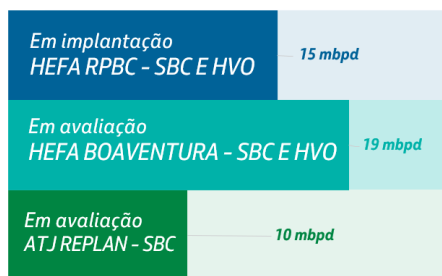 Em implantação
HEFA RPBC - SBC E HVO
15 mbpd
Em avaliação
HEFA BOAVENTURA - SBC E HVO
19 mbpd
Em avaliação
ATJ REPLAN - SBC
10 mbpd